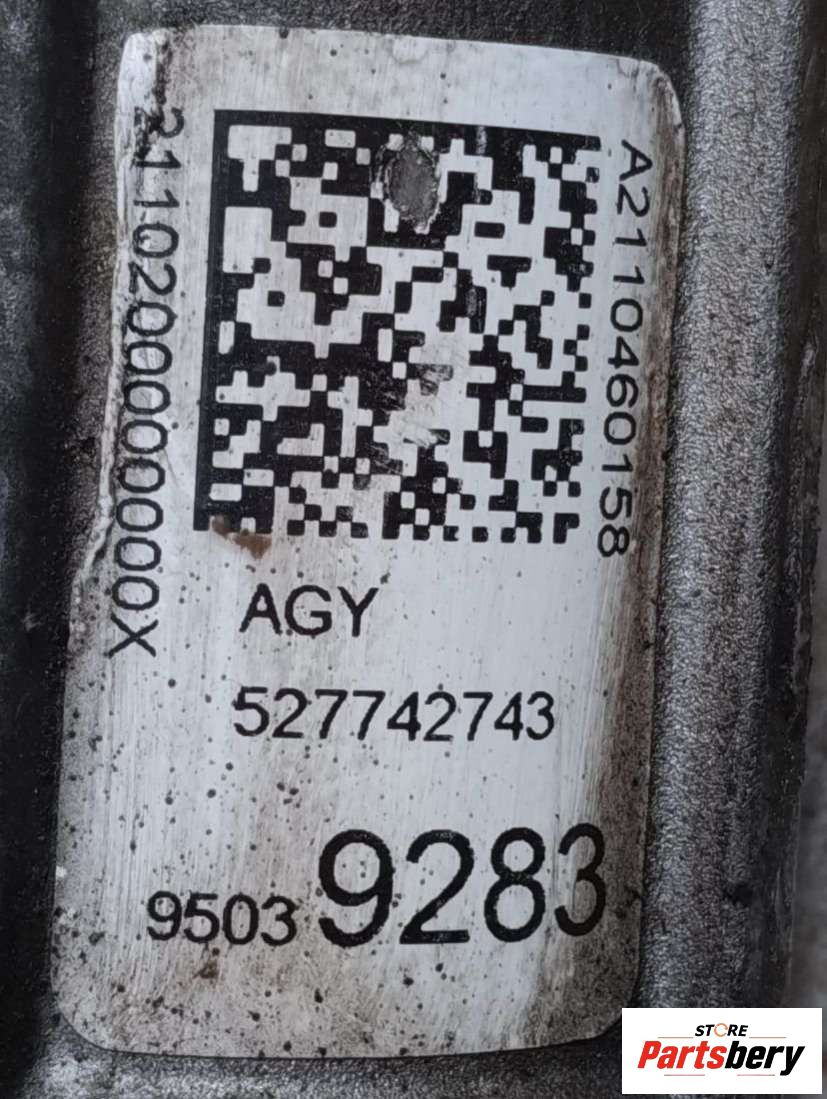 2110200000000X
A2110460158
AGY
527742743
9503 9283
STORE
Partsbery